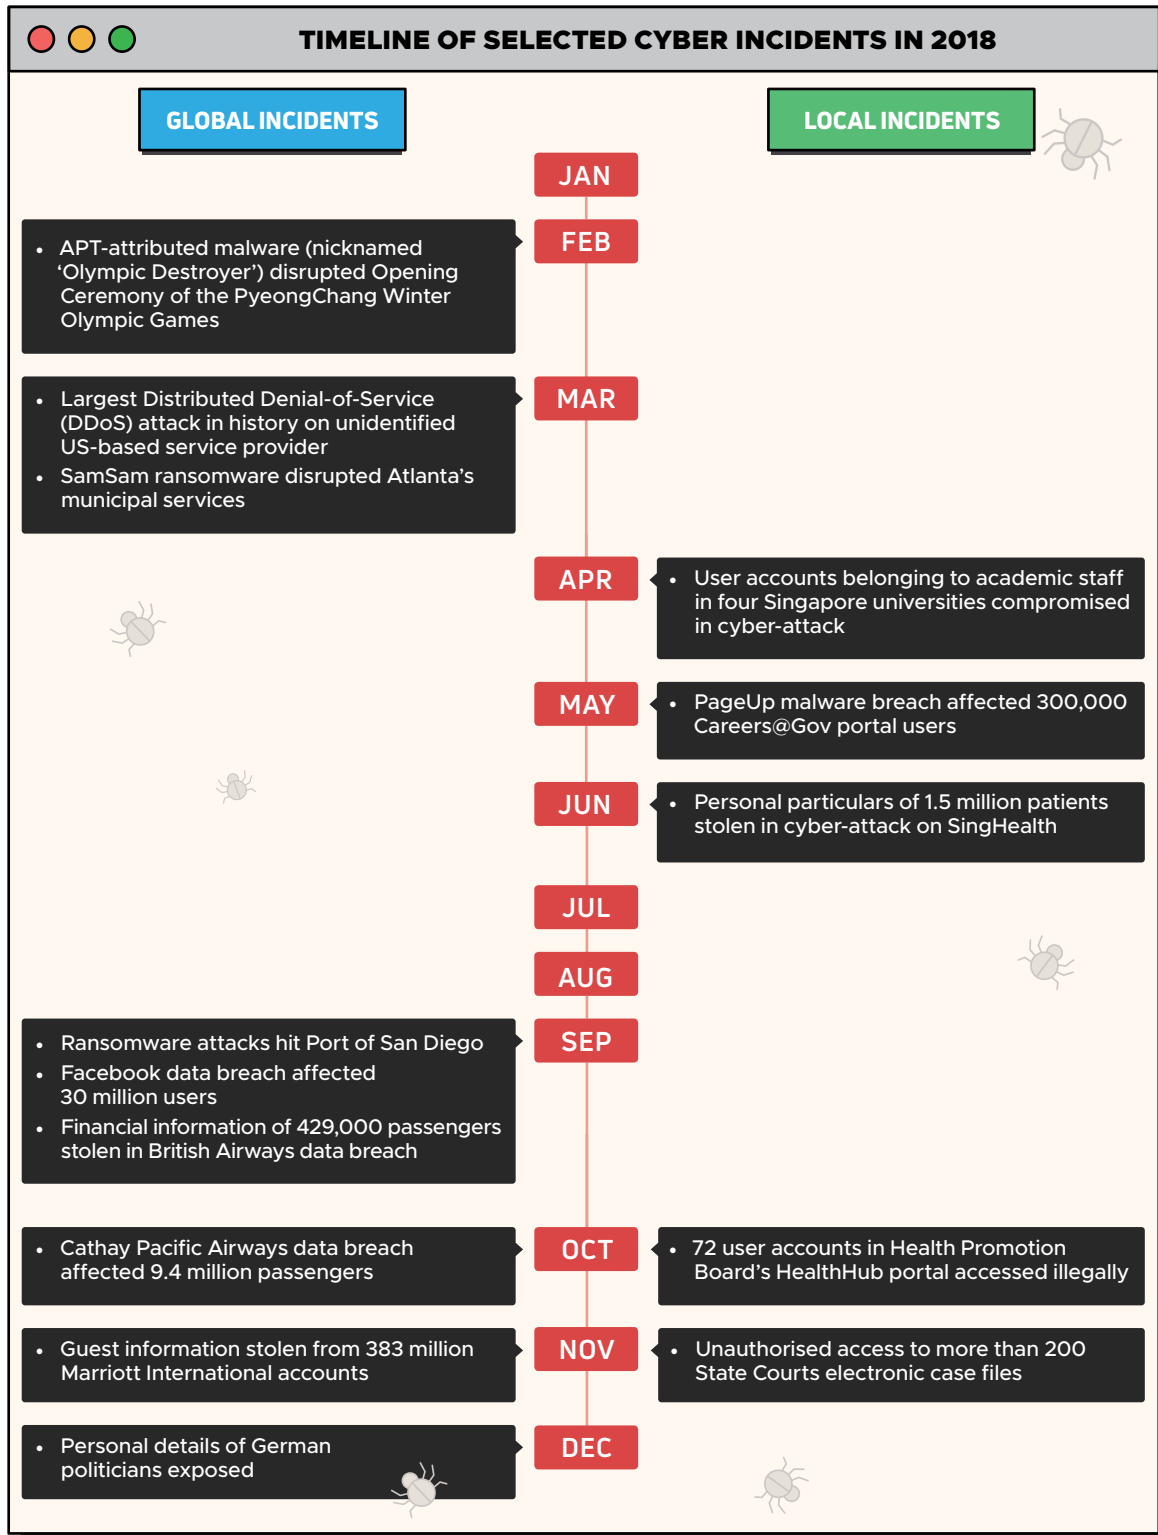 TIMELINE OF SELECTED CYBER INCIDENTS IN 2018
GLOBAL INCIDENTS
LOCAL INCIDENTS
JAN
FEB
• APT-attributed malware (nicknamed
‘Olympic Destroyer’) disrupted Opening
Ceremony of the PyeongChang Winter
Olympic Games
MAR
• Largest Distributed Denial-of-Service
(DDoS) attack in history on unidentified
US-based service provider
• SamSam ransomware disrupted Atlanta’s
municipal services
APR
• User accounts belonging to academic staff
in four Singapore universities compromised
in cyber-attack
MAY
• PageUp malware breach affected 300,000
Careers@Gov portal users
JUN
• Personal particulars of 1.5 million patients
stolen in cyber-attack on SingHealth
JUL
AUG
SEP
• Ransomware attacks hit Port of San Diego
• Facebook data breach affected
30 million users
• Financial information of 429,000 passengers
stolen in British Airways data breach
OCT
• Cathay Pacific Airways data breach
affected 9.4 million passengers
• 72 user accounts in Health Promotion
Board’s HealthHub portal accessed illegally
NOV
• Guest information stolen from 383 million
Marriott International accounts
• Unauthorised access to more than 200
State Courts electronic case files
DEC
• Personal details of German
politicians exposed